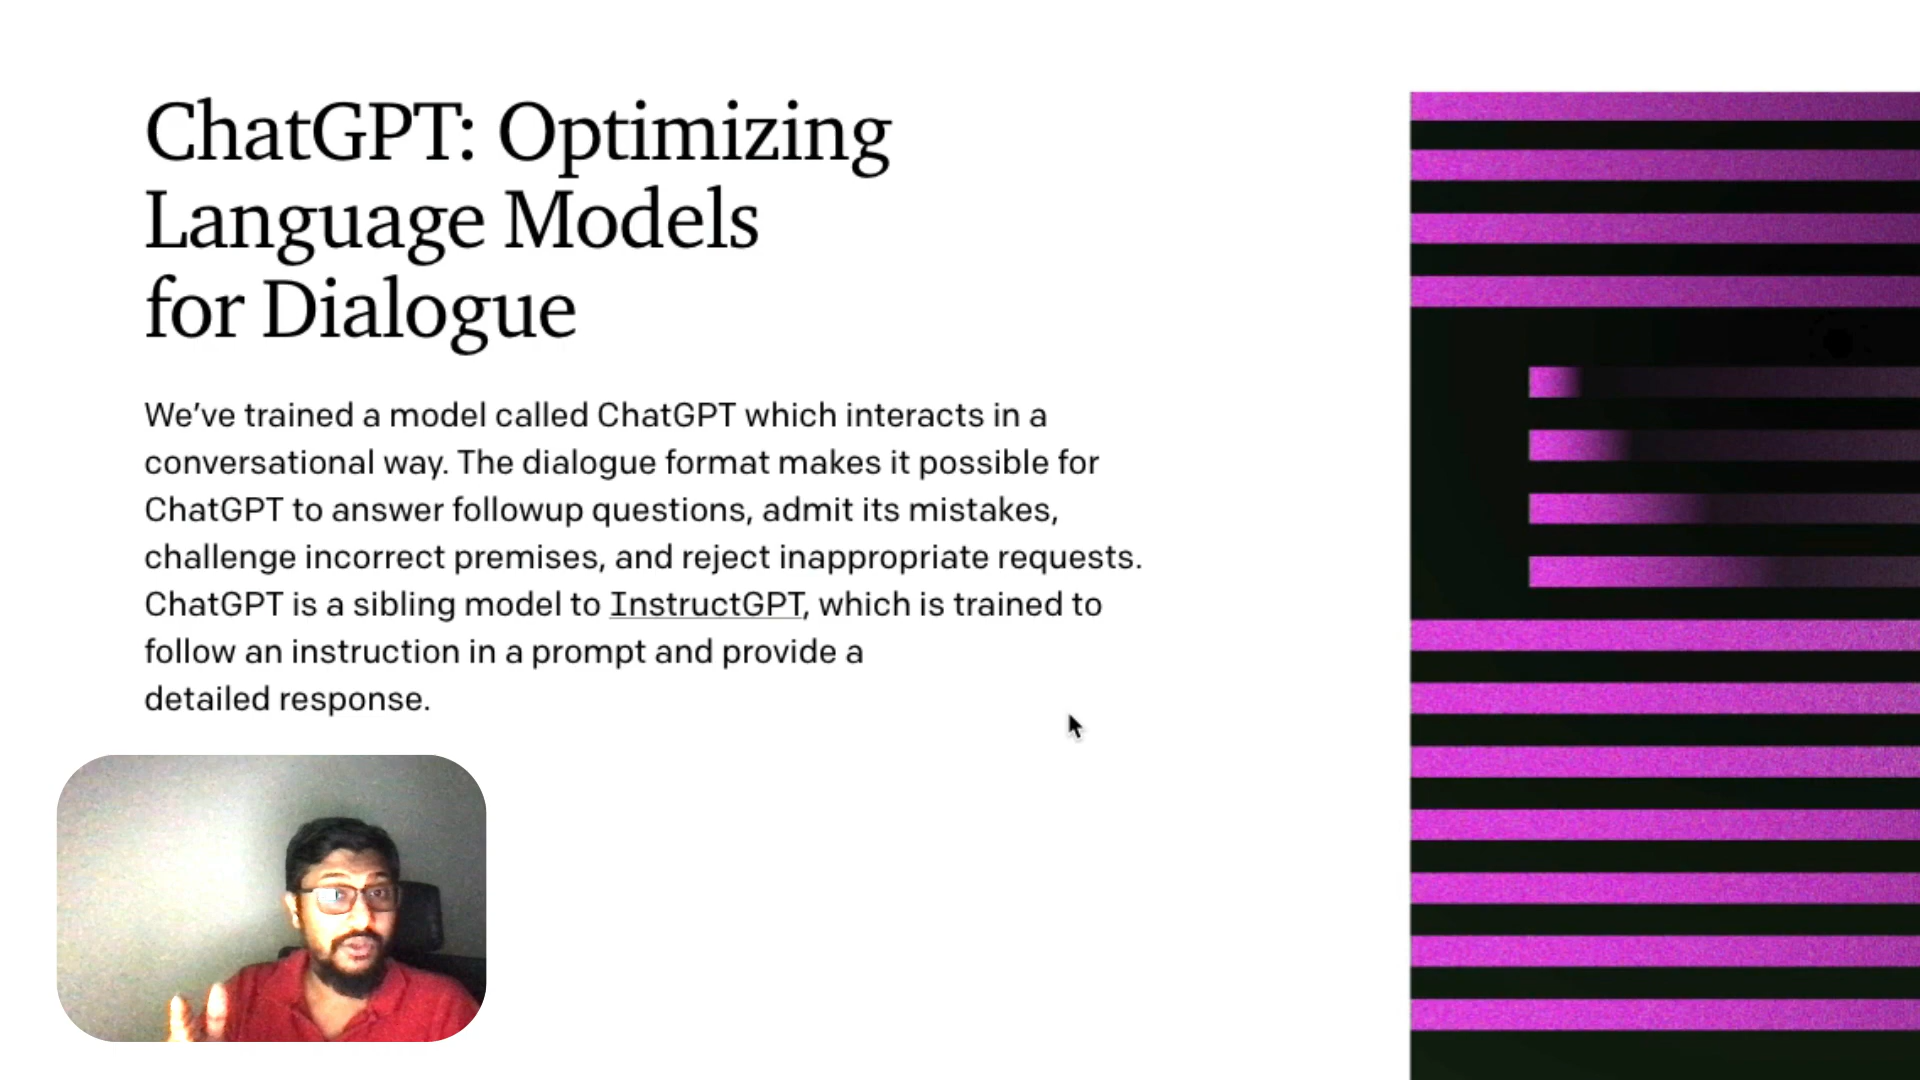 ChatGPT: Optimizing
Language Models
for Dialogue
We’ve trained a model called ChatGPT which interacts in a
conversational way. The dialogue format makes it possible for
ChatGPT to answer followup questions, admit its mistakes,
challenge incorrect premises, and reject inappropriate requests.
ChatGPT is a sibling model to InstructGPT, which is trained to
follow an instruction in a prompt and provide a
detailed response.